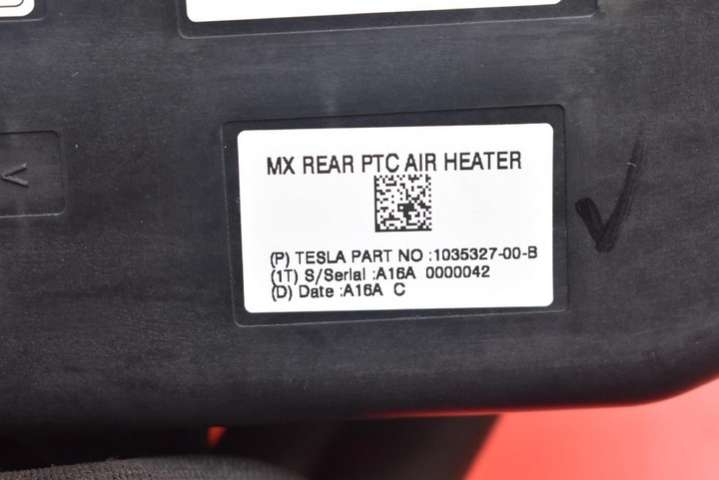 MX REAR PTC AIR HEATER
(P) TESLA PART NO :1035327-00-B
(1T) S/Serial :A16A 0000042
(D) Date :A16A C
V